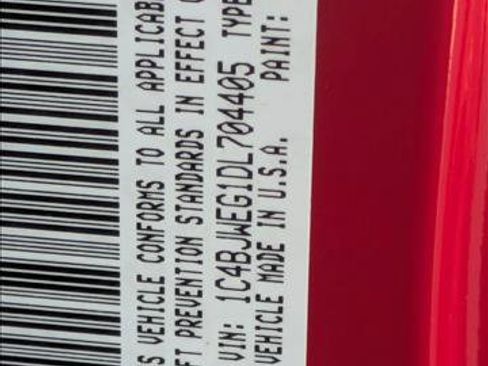 S VEHICLE CONFORMS TO ALL APPLICAB
FT PREVENTION STANDARDS IN EFFECT
VIN: 1C4BJWEG1DL704405 TYPE
VEHICLE MADE IN U.S.A. PAINT: